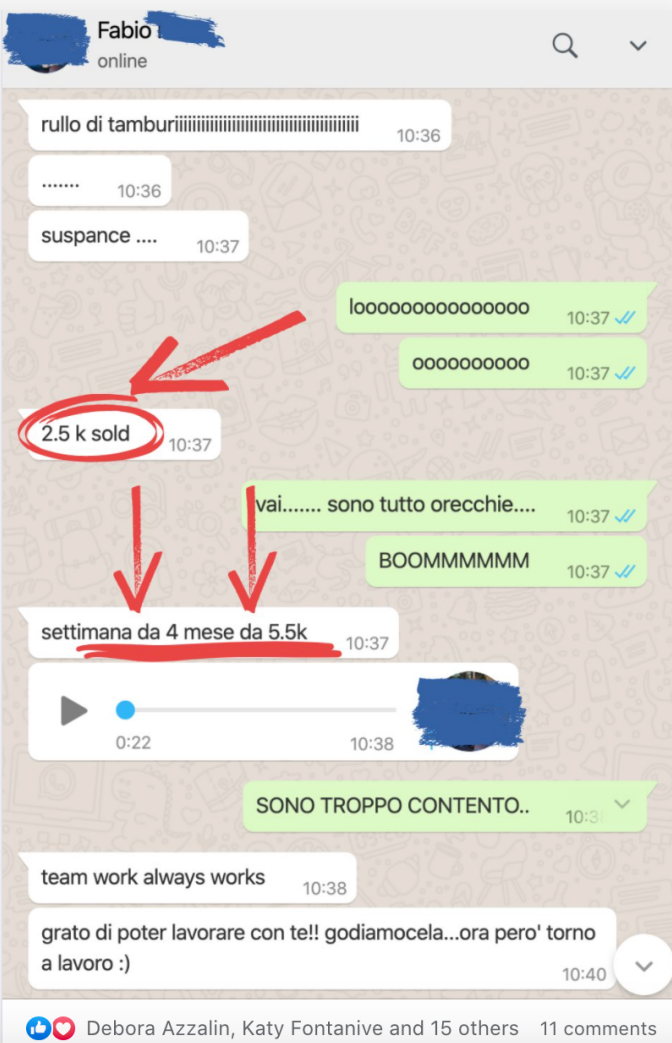 Fabio
online
rullo di tamburiiiiiiiiiiiiiiiiiiiiiiiiiiiiiiiiiiiiiiiiii
10:36
.......
10:36
suspance ....
10:37
looooooooooooooo
10:37
oooooooooo
10:37
2.5 k sold
10:37
vai....... sono tutto orecchie....
10:37
BOOMMMMMM
10:37
settimana da 4 mese da 5.5k
10:37
0:22
10:38
SONO TROPPO CONTENTO..
team work always works
10:38
grato di poter lavorare con te!! godiamocela...ora pero' torno
a lavoro :)
10:40
Debora Azzalin, Katy Fontanive and 15 others 11 comments